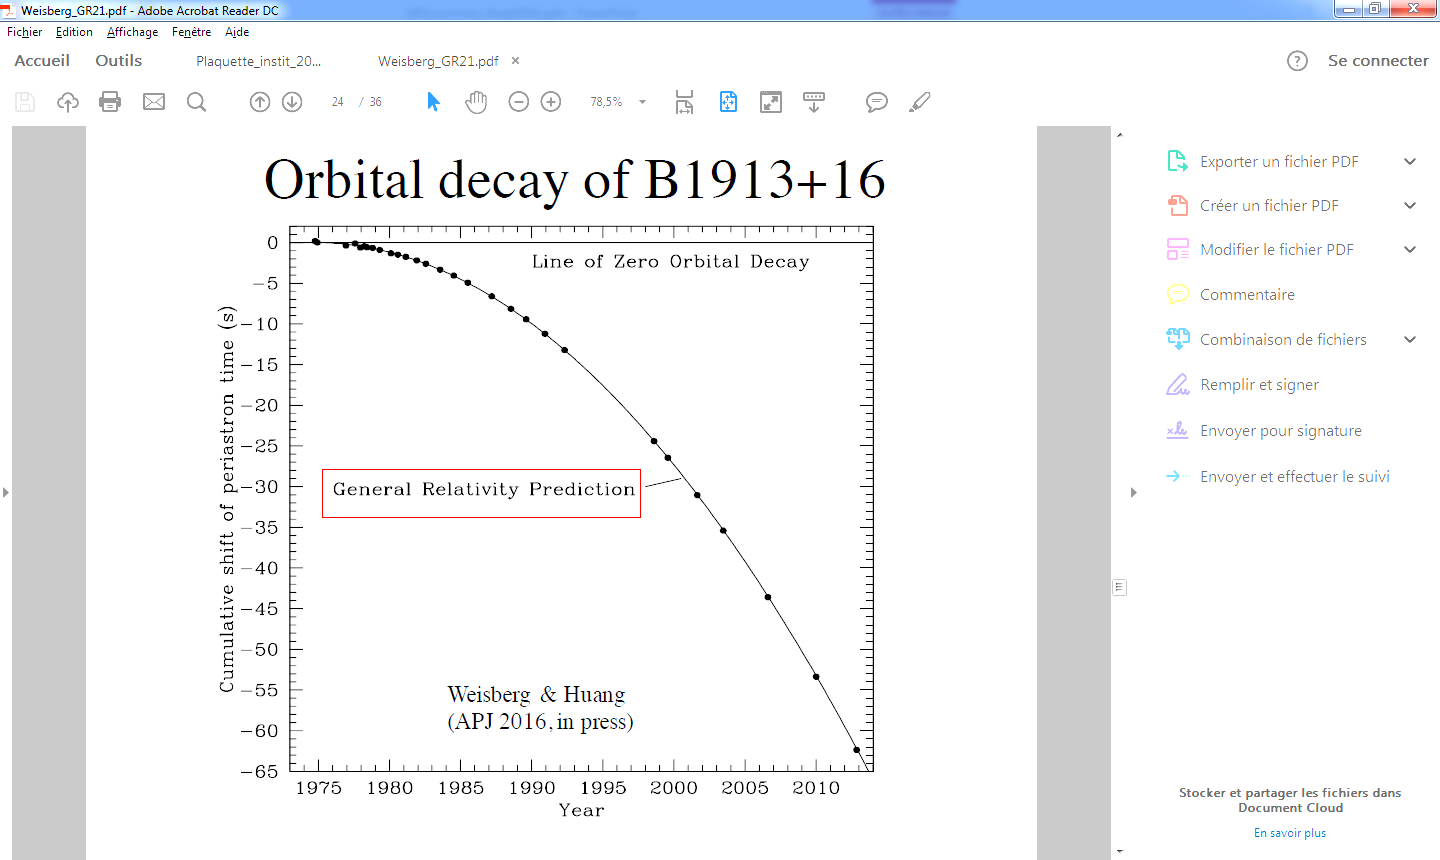 Weisberg_GR21.pdf - Adobe Acrobat Reader DC
Fichier Edition Affichage Fenêtre Aide
Accueil Outils Plaquette_instit_20... Weisberg_GR21.pdf × ? Se connecter
24 / 36 78,5%
Orbital decay of B1913+16
Line of Zero Orbital Decay
General Relativity Prediction
Weisberg & Huang
(APJ 2016, in press)
Cumulative shift of periastron time (s)
0
−5
−10
−15
−20
−25
−30
−35
−40
−45
−50
−55
−60
−65
1975 1980 1985 1990 1995 2000 2005 2010
Year
Exporter un fichier PDF
Créer un fichier PDF
Modifier le fichier PDF
Commentaire
Combinaison de fichiers
Remplir et signer
Envoyer pour signature
Envoyer et effectuer le suivi
Stocker et partager les fichiers dans
Document Cloud
En savoir plus